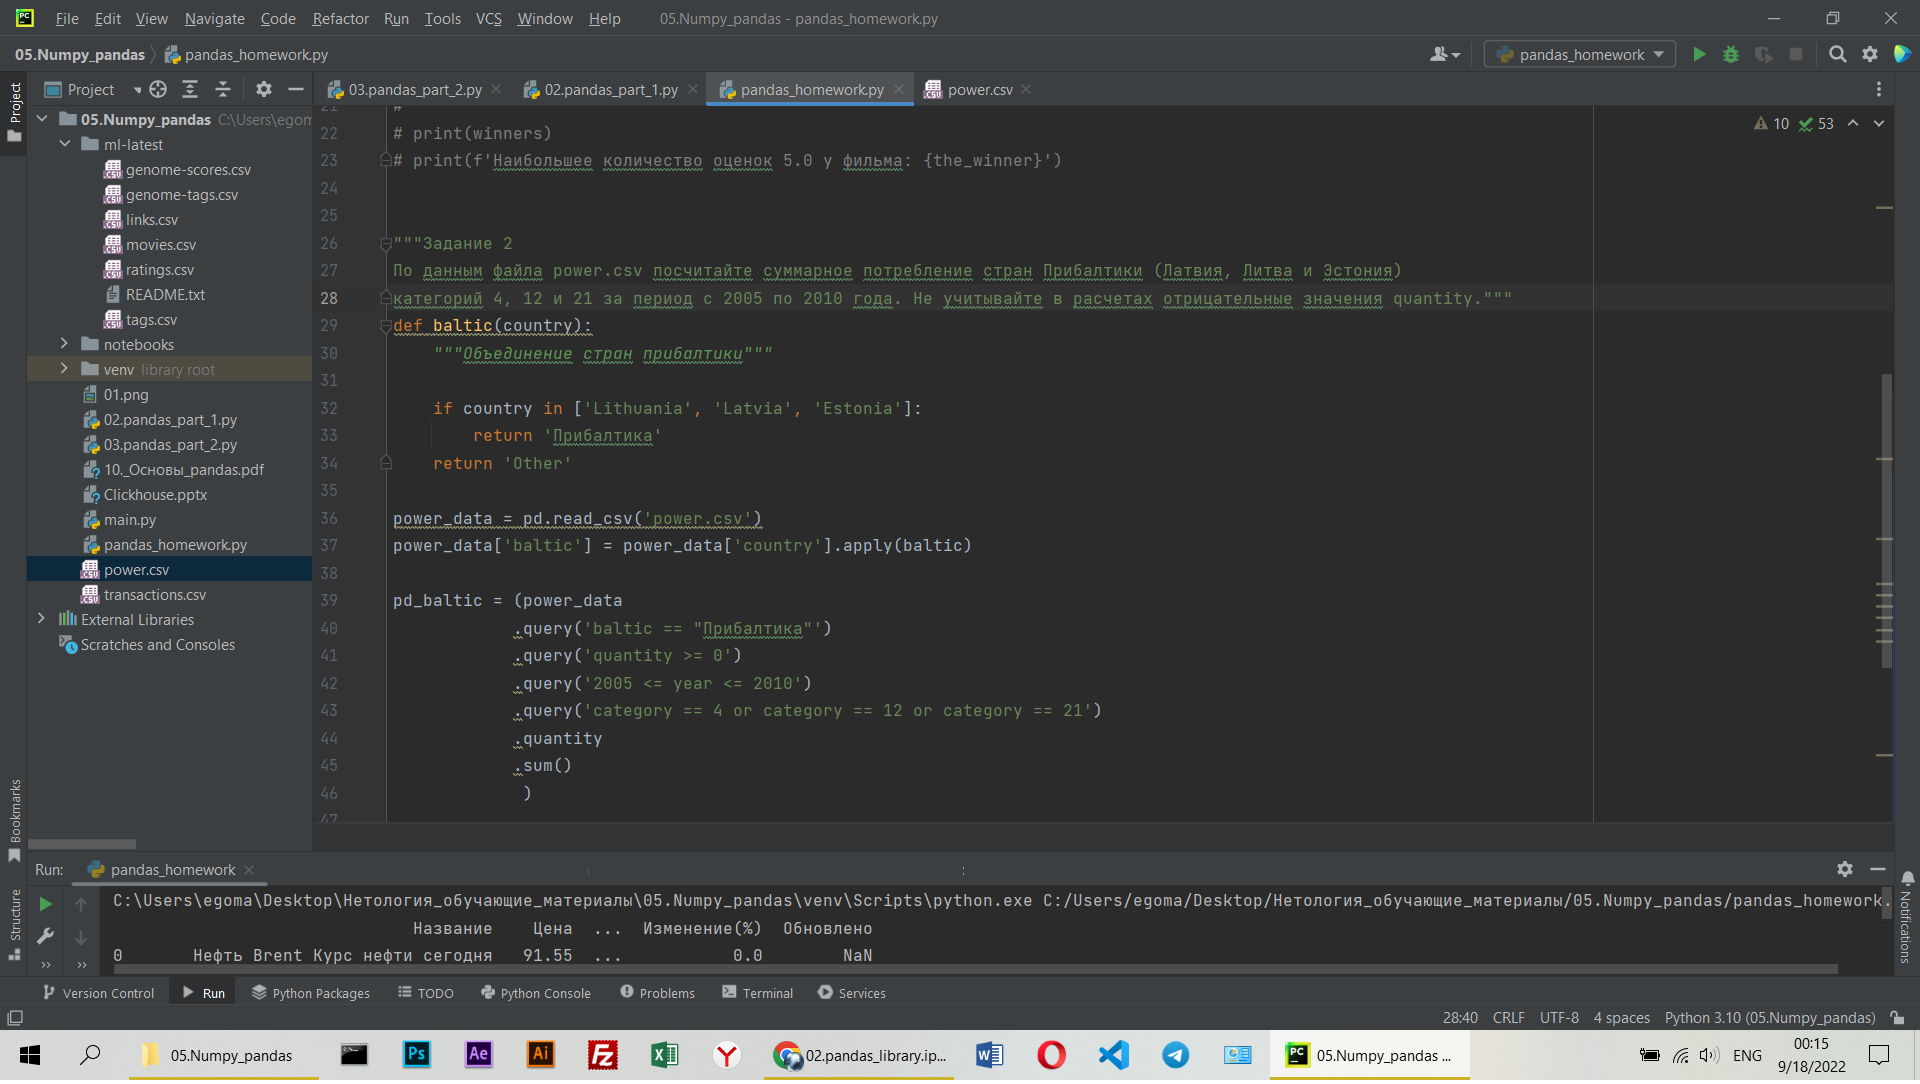 File Edit View Navigate Code Refactor Run Tools VCS Window Help 05.Numpy_pandas - pandas_homework.py
05.Numpy_pandas pandas_homework.py pandas_homework
Project 03.pandas_part_2.py 02.pandas_part_1.py pandas_homework.py power.csv
Project
05.Numpy_pandas C:\Users\egom
ml-latest
genome-scores.csv
genome-tags.csv
links.csv
movies.csv
ratings.csv
README.txt
tags.csv
notebooks
venv library root
01.png
02.pandas_part_1.py
03.pandas_part_2.py
10._Основы_pandas.pdf
Clickhouse.pptx
main.py
pandas_homework.py
power.csv
transactions.csv
External Libraries
Scratches and Consoles
10 53
21 #
22 # print(winners)
23 # print(f'Наибольшее количество оценок 5.0 у фильма: {the_winner}')
24
25
26 """Задание 2
27 По данным файла power.csv посчитайте суммарное потребление стран Прибалтики (Латвия, Литва и Эстония)
28 категорий 4, 12 и 21 за период с 2005 по 2010 года. Не учитывайте в расчетах отрицательные значения quantity."""
29 def baltic(country):
30 """Объединение стран прибалтики"""
31
32 if country in ['Lithuania', 'Latvia', 'Estonia']:
33 return 'Прибалтика'
34 return 'Other'
35
36 power_data = pd.read_csv('power.csv')
37 power_data['baltic'] = power_data['country'].apply(baltic)
38
39 pd_baltic = (power_data
40 .query('baltic == "Прибалтика"')
41 .query('quantity >= 0')
42 .query('2005 <= year <= 2010')
43 .query('category == 4 or category == 12 or category == 21')
44 .quantity
45 .sum()
46 )
47
Bookmarks
Structure
Notifications
Run: pandas_homework
C:\Users\egoma\Desktop\Нетология_обучающие_материалы\05.Numpy_pandas\venv\Scripts\python.exe C:/Users/egoma/Desktop/Нетология_обучающие_материалы/05.Numpy_pandas/pandas_homework.
Название Цена ... Изменение(%) Обновлено
0 Нефть Brent Курс нефти сегодня 91.55 ... 0.0 NaN
Version Control Run Python Packages TODO Python Console Problems Terminal Services
28:40 CRLF UTF-8 4 spaces Python 3.10 (05.Numpy_pandas)
05.Numpy_pandas 02.pandas_library.ip... 05.Numpy_pandas ... ENG 00:15
9/18/2022